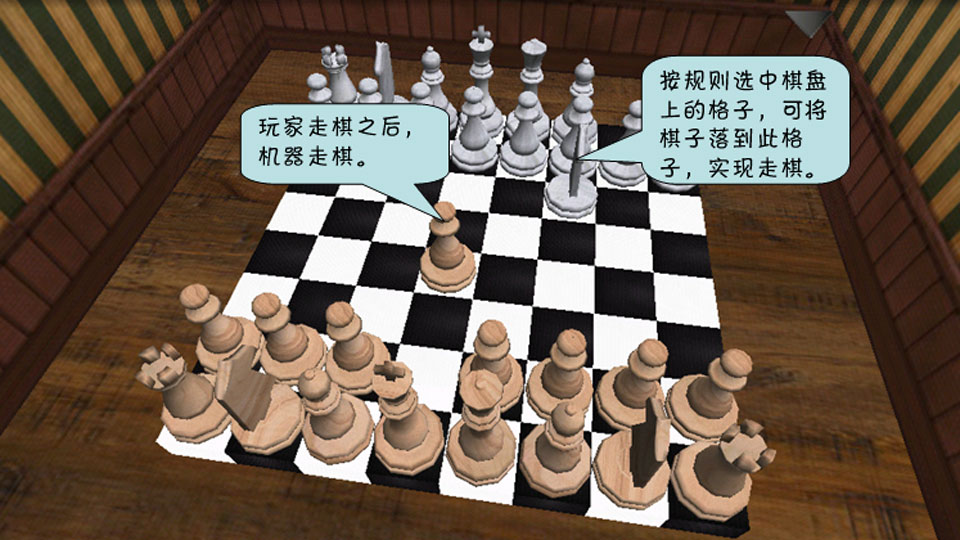 玩家走棋之后，
机器走棋。
按规则选中棋盘
上的格子，可将
棋子落到此格
子，实现走棋。